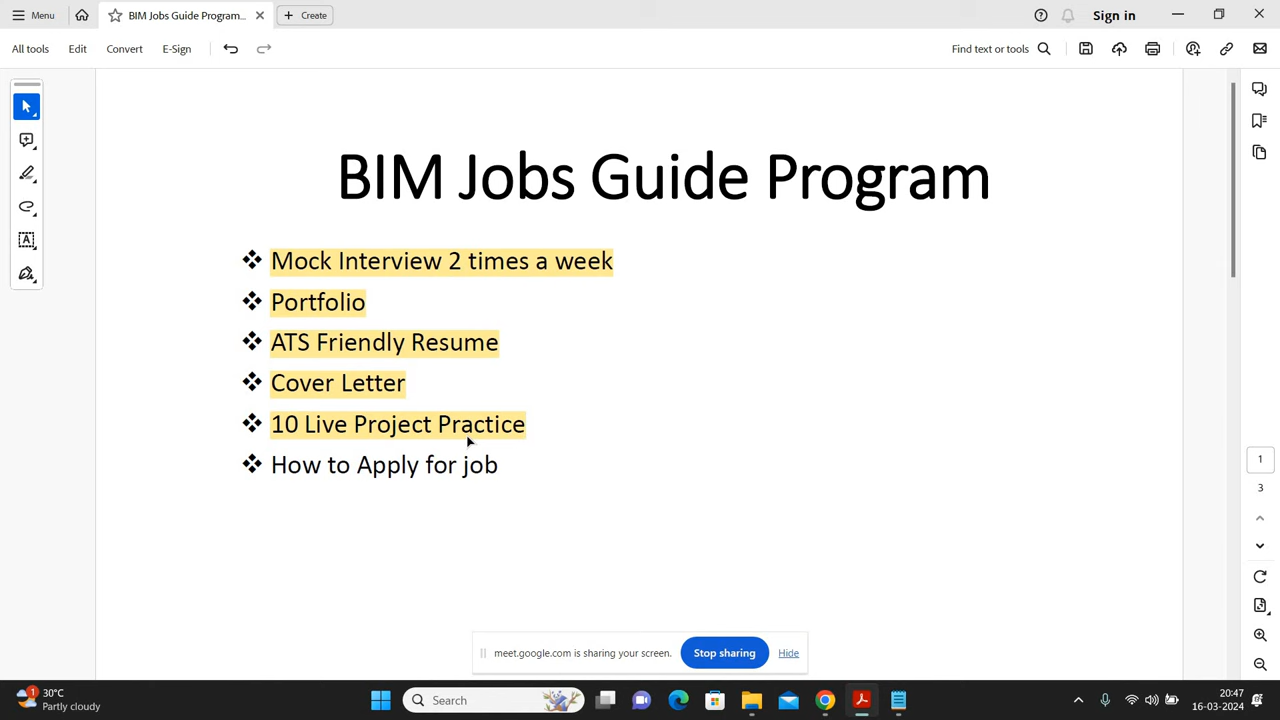 Menu
BIM Jobs Guide Program...
Create
Sign in
All tools
Edit
Convert
E-Sign
Find text or tools
BIM Jobs Guide Program
❖ Mock Interview 2 times a week
❖ Portfolio
❖ ATS Friendly Resume
❖ Cover Letter
❖ 10 Live Project Practice
❖ How to Apply for job
1
3
meet.google.com is sharing your screen.
Stop sharing
Hide
1
30°C
Partly cloudy
Search
20:47
16-03-2024